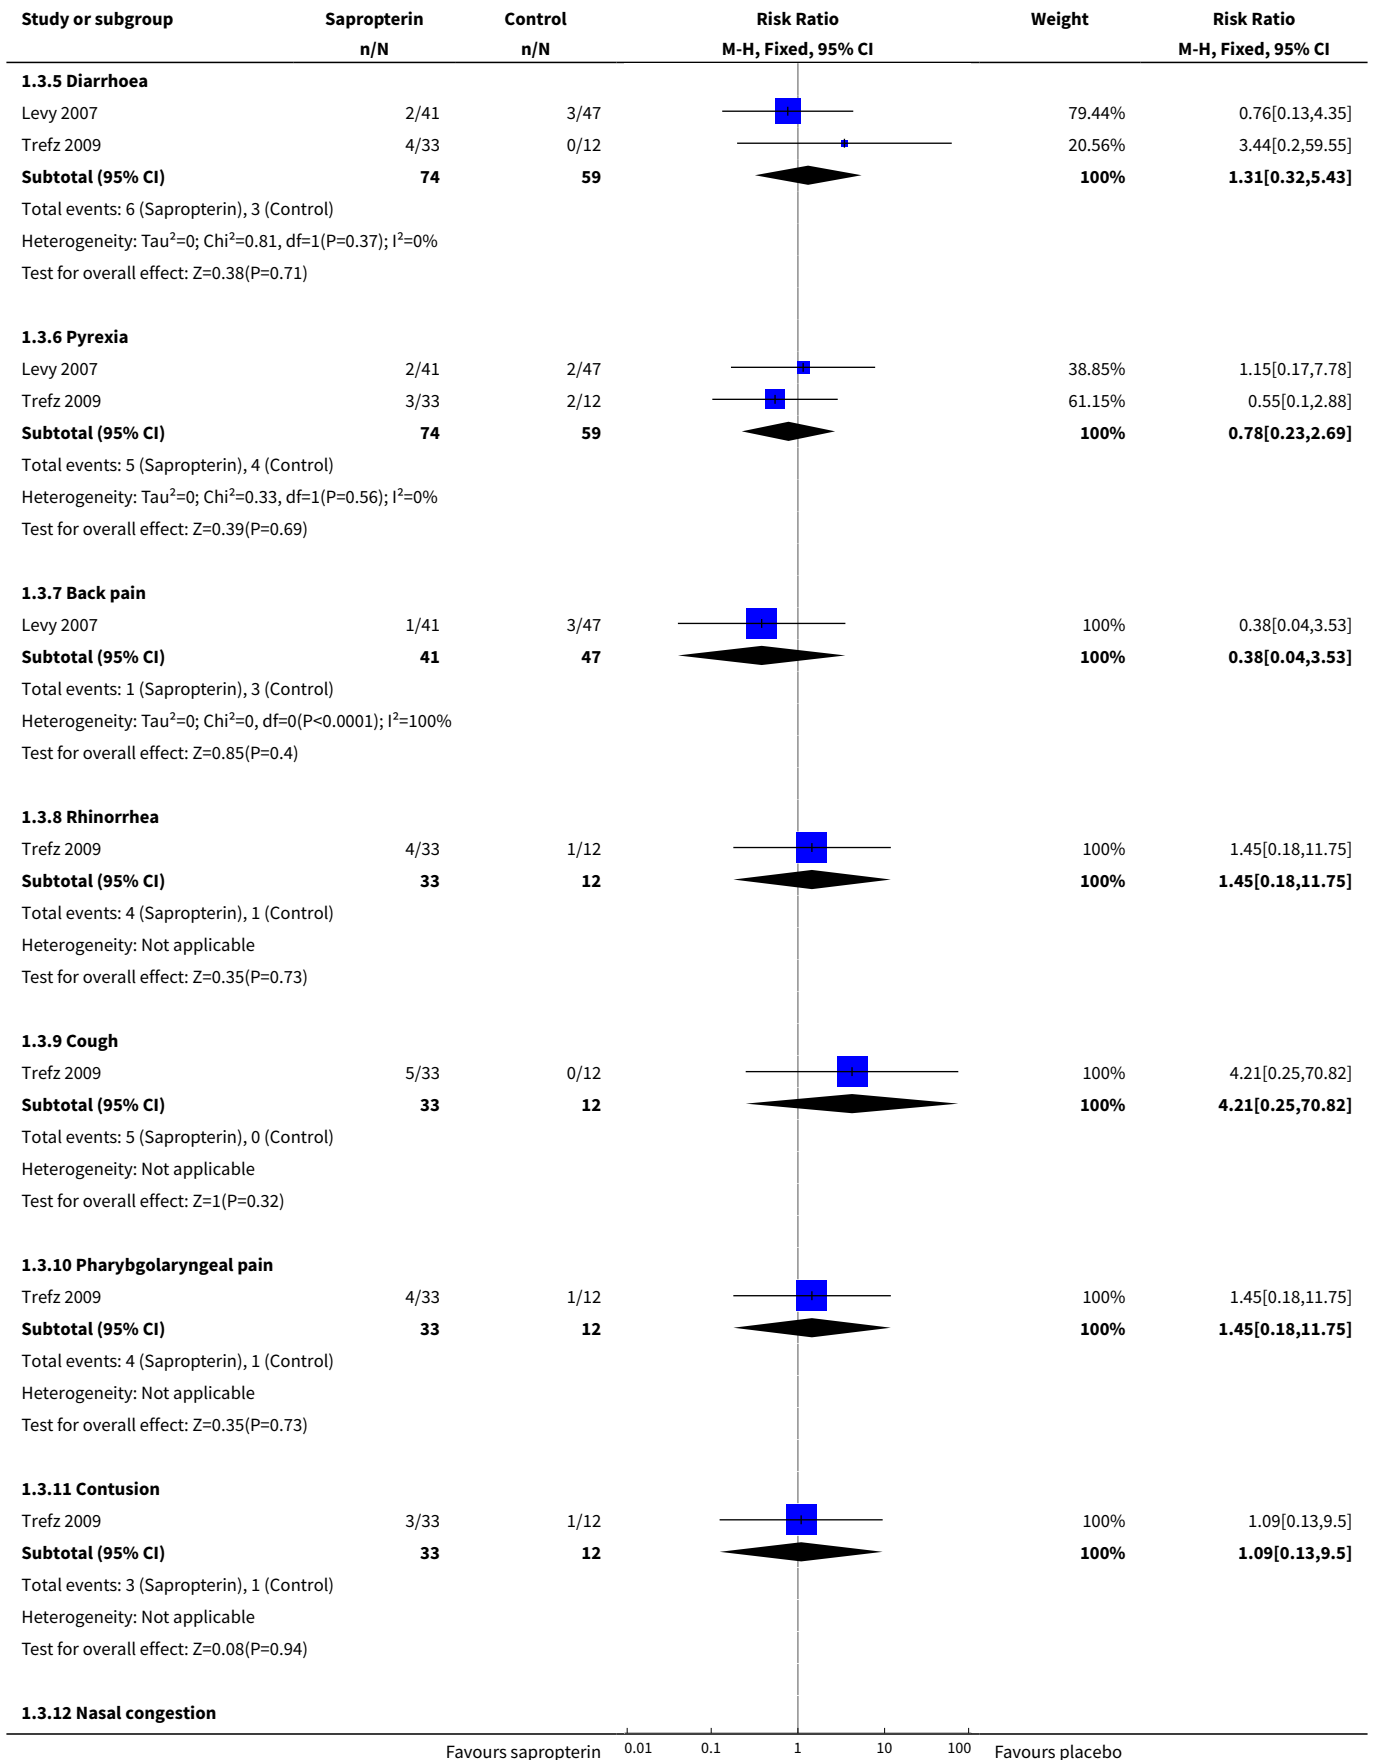 Study or subgroup Sapropterin Control Risk Ratio Weight Risk Ratio
n/N n/N M-H, Fixed, 95% CI M-H, Fixed, 95% CI
1.3.5 Diarrhoea
Levy 2007 2/41 3/47 79.44% 0.76[0.13,4.35]
Trefz 2009 4/33 0/12 20.56% 3.44[0.2,59.55]
Subtotal (95% CI) 74 59 100% 1.31[0.32,5.43]
Total events: 6 (Sapropterin), 3 (Control)
Heterogeneity: Tau²=0; Chi²=0.81, df=1(P=0.37); I²=0%
Test for overall effect: Z=0.38(P=0.71)
1.3.6 Pyrexia
Levy 2007 2/41 2/47 38.85% 1.15[0.17,7.78]
Trefz 2009 3/33 2/12 61.15% 0.55[0.1,2.88]
Subtotal (95% CI) 74 59 100% 0.78[0.23,2.69]
Total events: 5 (Sapropterin), 4 (Control)
Heterogeneity: Tau²=0; Chi²=0.33, df=1(P=0.56); I²=0%
Test for overall effect: Z=0.39(P=0.69)
1.3.7 Back pain
Levy 2007 1/41 3/47 100% 0.38[0.04,3.53]
Subtotal (95% CI) 41 47 100% 0.38[0.04,3.53]
Total events: 1 (Sapropterin), 3 (Control)
Heterogeneity: Tau²=0; Chi²=0, df=0(P<0.0001); I²=100%
Test for overall effect: Z=0.85(P=0.4)
1.3.8 Rhinorrhea
Trefz 2009 4/33 1/12 100% 1.45[0.18,11.75]
Subtotal (95% CI) 33 12 100% 1.45[0.18,11.75]
Total events: 4 (Sapropterin), 1 (Control)
Heterogeneity: Not applicable
Test for overall effect: Z=0.35(P=0.73)
1.3.9 Cough
Trefz 2009 5/33 0/12 100% 4.21[0.25,70.82]
Subtotal (95% CI) 33 12 100% 4.21[0.25,70.82]
Total events: 5 (Sapropterin), 0 (Control)
Heterogeneity: Not applicable
Test for overall effect: Z=1(P=0.32)
1.3.10 Pharybgolaryngeal pain
Trefz 2009 4/33 1/12 100% 1.45[0.18,11.75]
Subtotal (95% CI) 33 12 100% 1.45[0.18,11.75]
Total events: 4 (Sapropterin), 1 (Control)
Heterogeneity: Not applicable
Test for overall effect: Z=0.35(P=0.73)
1.3.11 Contusion
Trefz 2009 3/33 1/12 100% 1.09[0.13,9.5]
Subtotal (95% CI) 33 12 100% 1.09[0.13,9.5]
Total events: 3 (Sapropterin), 1 (Control)
Heterogeneity: Not applicable
Test for overall effect: Z=0.08(P=0.94)
1.3.12 Nasal congestion
Favours sapropterin 0.01 0.1 1 10 100 Favours placebo